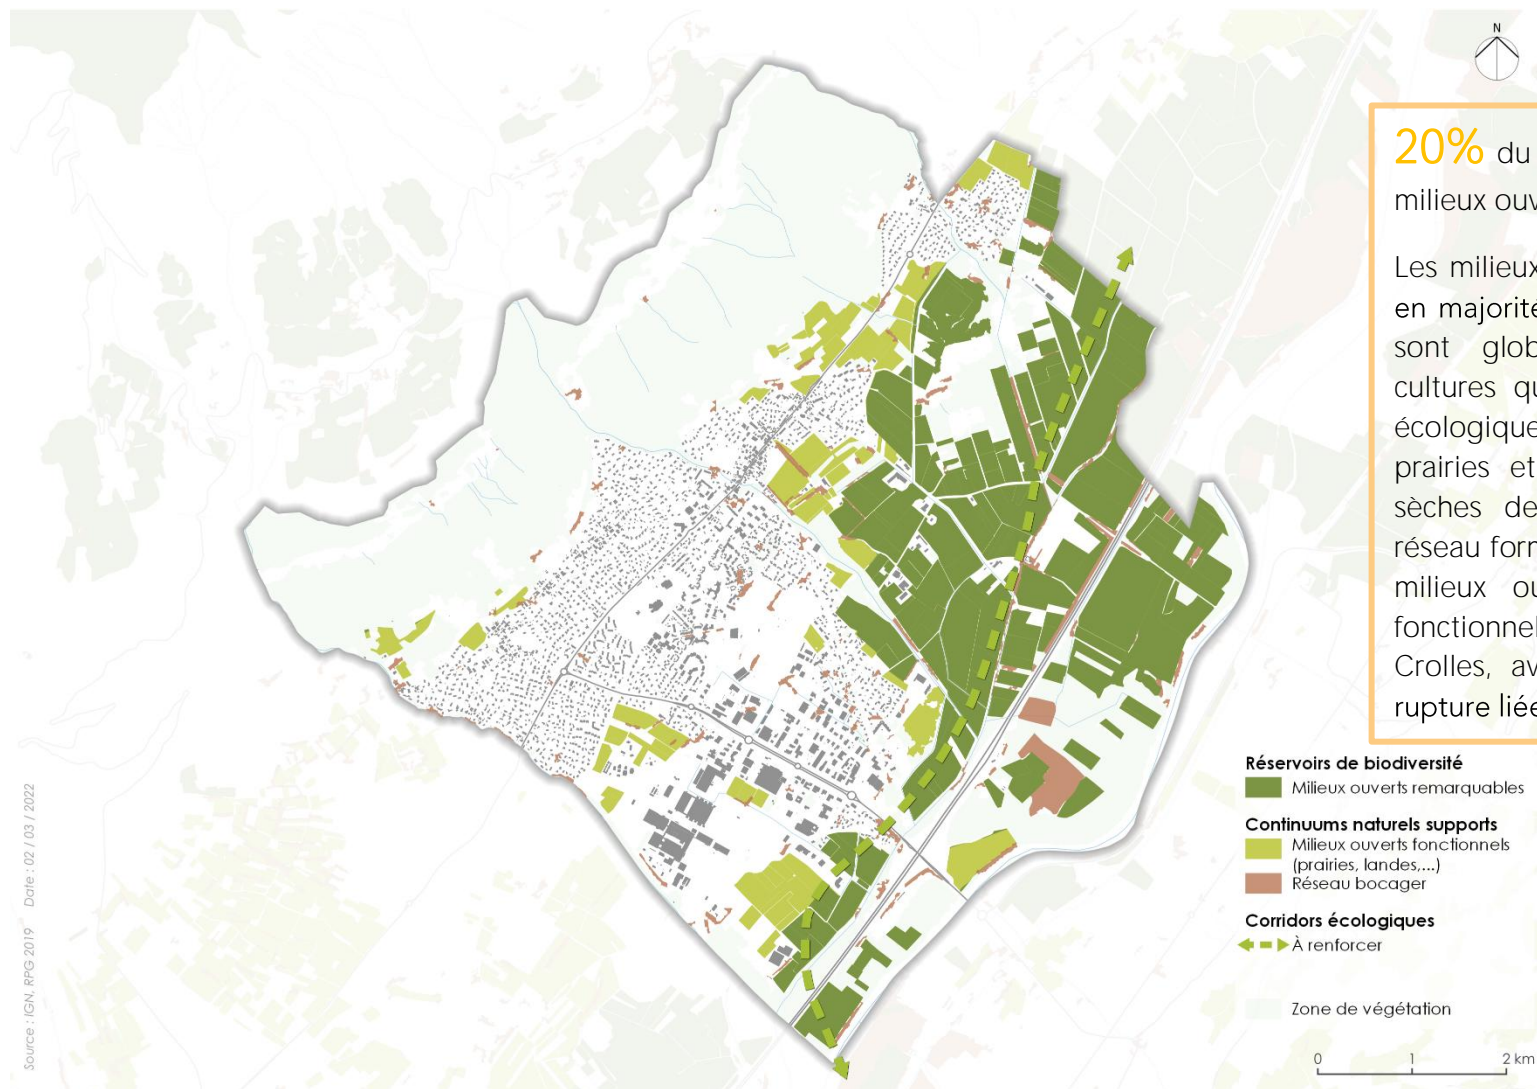 N
20% du
milieux ouv
Les milieux
en majorité
sont glob
cultures qu
écologique
prairies et
sèches de
réseau forr
milieux ou
fonctionnel
Crolles, av
rupture liée
Réservoirs de biodiversité
Milieux ouverts remarquables
Continuums naturels supports
Milieux ouverts fonctionnels
(prairies, landes,...)
Réseau bocager
Corridors écologiques
À renforcer
Zone de végétation
0 1 2 km
Source : IGN, RPG 2019 Date : 02 / 03 / 2022